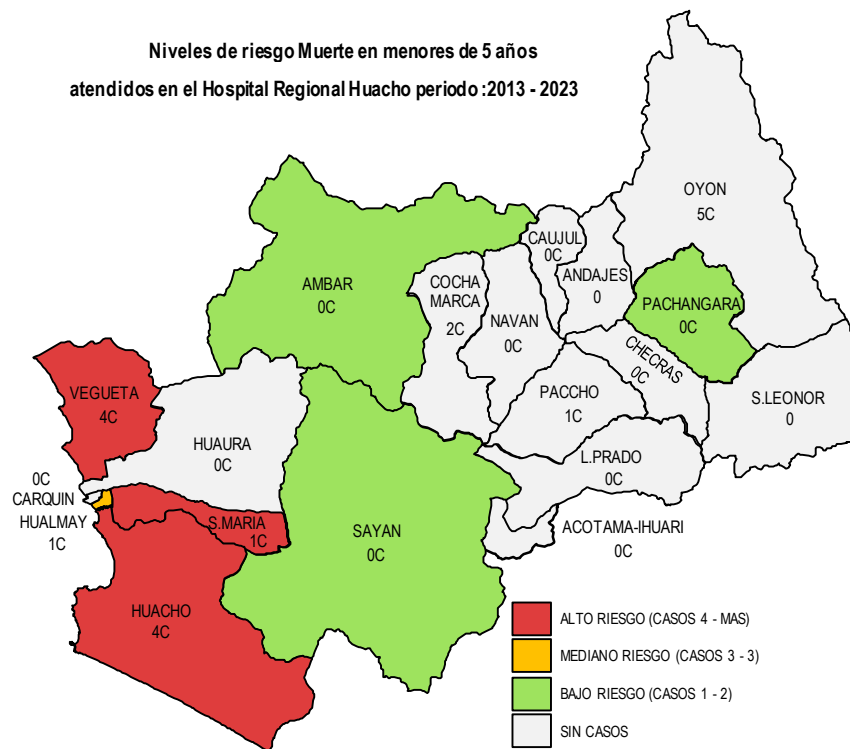 Niveles de riesgo Muerte en menores de 5 años
atendidos en el Hospital Regional Huacho periodo :2013 - 2023
OYON
5C
CAUJUL
0C
ANDAJES
0
AMBAR
0C
COCHA
MARCA
2C
NAVAN
0C
PACHANGARA
0C
CHECRAS
0C
VEGUETA
4C
PACCHO
1C
S.LEONOR
0
HUAURA
0C
L.PRADO
0C
0C
CARQUIN
HUALMAY
1C
S.MARIA
1C
SAYAN
0C
ACOTAMA-IHUARI
0C
HUACHO
4C
ALTO RIESGO (CASOS 4 - MAS)
MEDIANO RIESGO (CASOS 3 - 3)
BAJO RIESGO (CASOS 1 - 2)
SIN CASOS